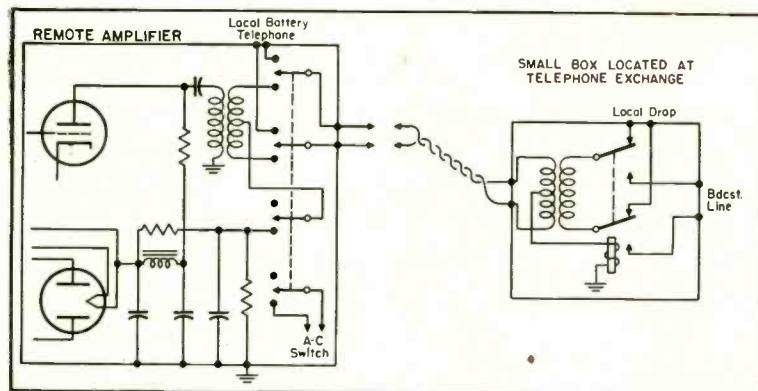 REMOTE AMPLIFIER
Local Battery
Telephone
A-C
Switch
SMALL BOX LOCATED AT
TELEPHONE EXCHANGE
Local Drop
Bdcst.
Line